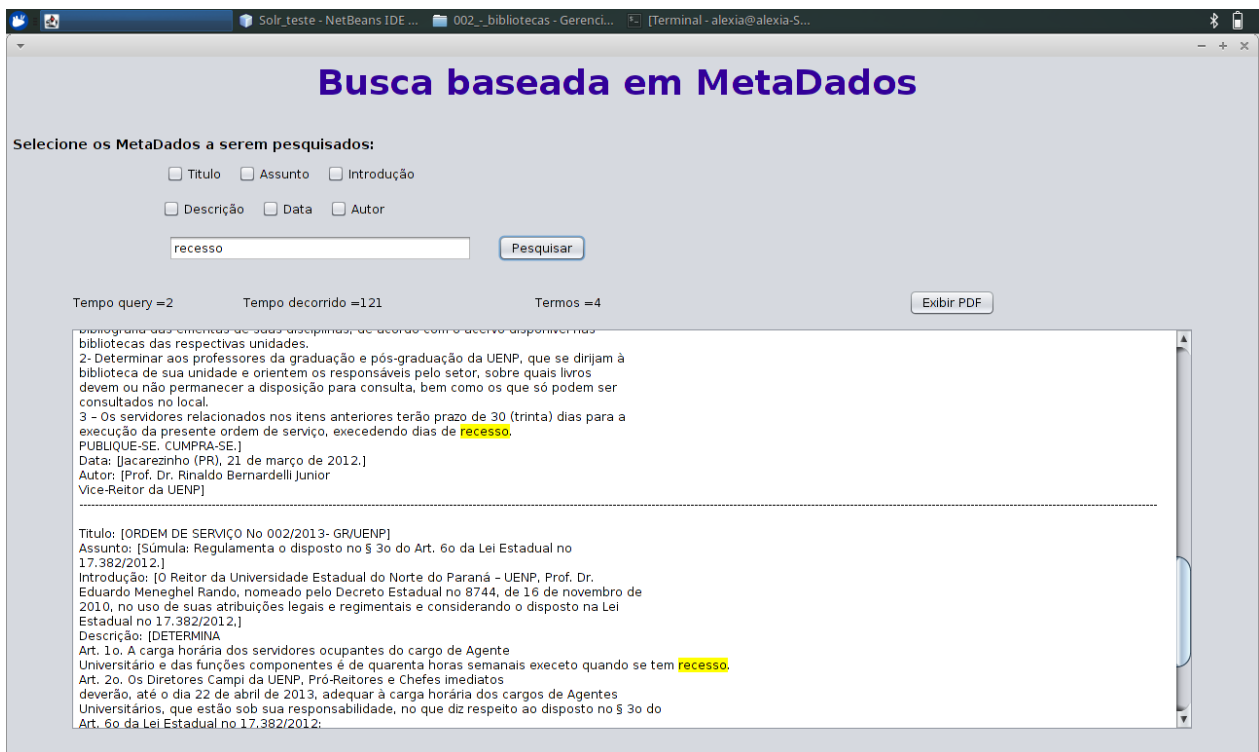 Solr_teste - NetBeans IDE ... 002_-_bibliotecas - Gerenci... [Terminal - alexia@alexia-S...
Busca baseada em MetaDados
Selecione os MetaDados a serem pesquisados:
Titulo Assunto Introdução
Descrição Data Autor
recesso Pesquisar
Tempo query =2 Tempo decorrido =121 Termos =4 Exibir PDF
bibliografia das ementas de suas disciplinas, de acordo com o acervo disponível nas
bibliotecas das respectivas unidades.
2- Determinar aos professores da graduação e pós-graduação da UENP, que se dirijam à
biblioteca de sua unidade e orientem os responsáveis pelo setor, sobre quais livros
devem ou não permanecer a disposição para consulta, bem como os que só podem ser
consultados no local.
3 – Os servidores relacionados nos itens anteriores terão prazo de 30 (trinta) dias para a
execução da presente ordem de serviço, execedendo dias de recesso.
PUBLIQUE-SE. CUMPRA-SE.]
Data: [Jacarezinho (PR), 21 de março de 2012.]
Autor: [Prof. Dr. Rinaldo Bernardelli Junior
Vice-Reitor da UENP]
Titulo: [ORDEM DE SERVIÇO No 002/2013- GR/UENP]
Assunto: [Súmula: Regulamenta o disposto no § 3o do Art. 6o da Lei Estadual no
17.382/2012.]
Introdução: [O Reitor da Universidade Estadual do Norte do Paraná – UENP, Prof. Dr.
Eduardo Meneghel Rando, nomeado pelo Decreto Estadual no 8744, de 16 de novembro de
2010, no uso de suas atribuições legais e regimentais e considerando o disposto na Lei
Estadual no 17.382/2012,]
Descrição: [DETERMINA
Art. 1o. A carga horária dos servidores ocupantes do cargo de Agente
Universitário e das funções componentes é de quarenta horas semanais execeto quando se tem recesso.
Art. 2o. Os Diretores Campi da UENP, Pró-Reitores e Chefes imediatos
deverão, até o dia 22 de abril de 2013, adequar à carga horária dos cargos de Agentes
Universitários, que estão sob sua responsabilidade, no que diz respeito ao disposto no § 3o do
Art. 6o da Lei Estadual no 17.382/2012;